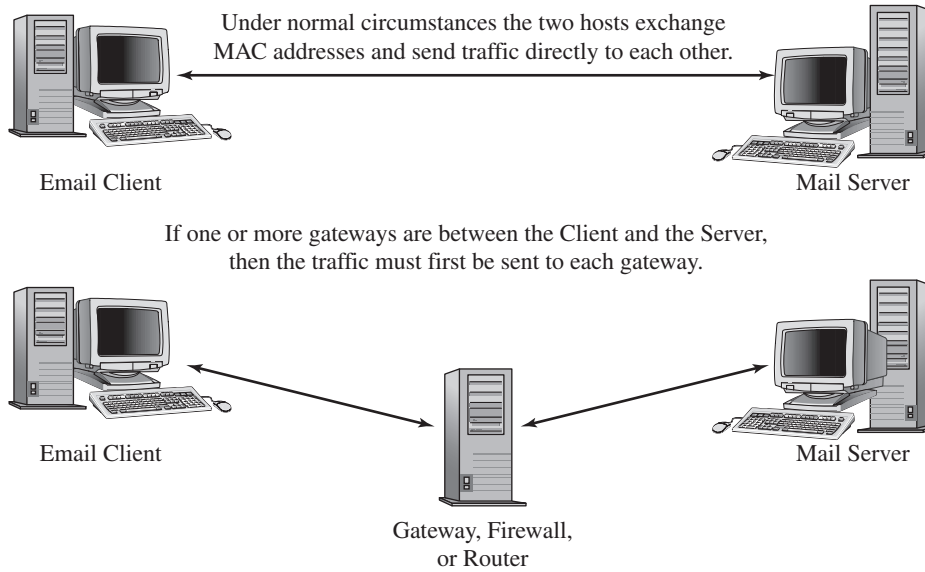 Under normal circumstances the two hosts exchange
MAC addresses and send traffic directly to each other.
Email Client
Mail Server
If one or more gateways are between the Client and the Server,
then the traffic must first be sent to each gateway.
Email Client
Mail Server
Gateway, Firewall,
or Router